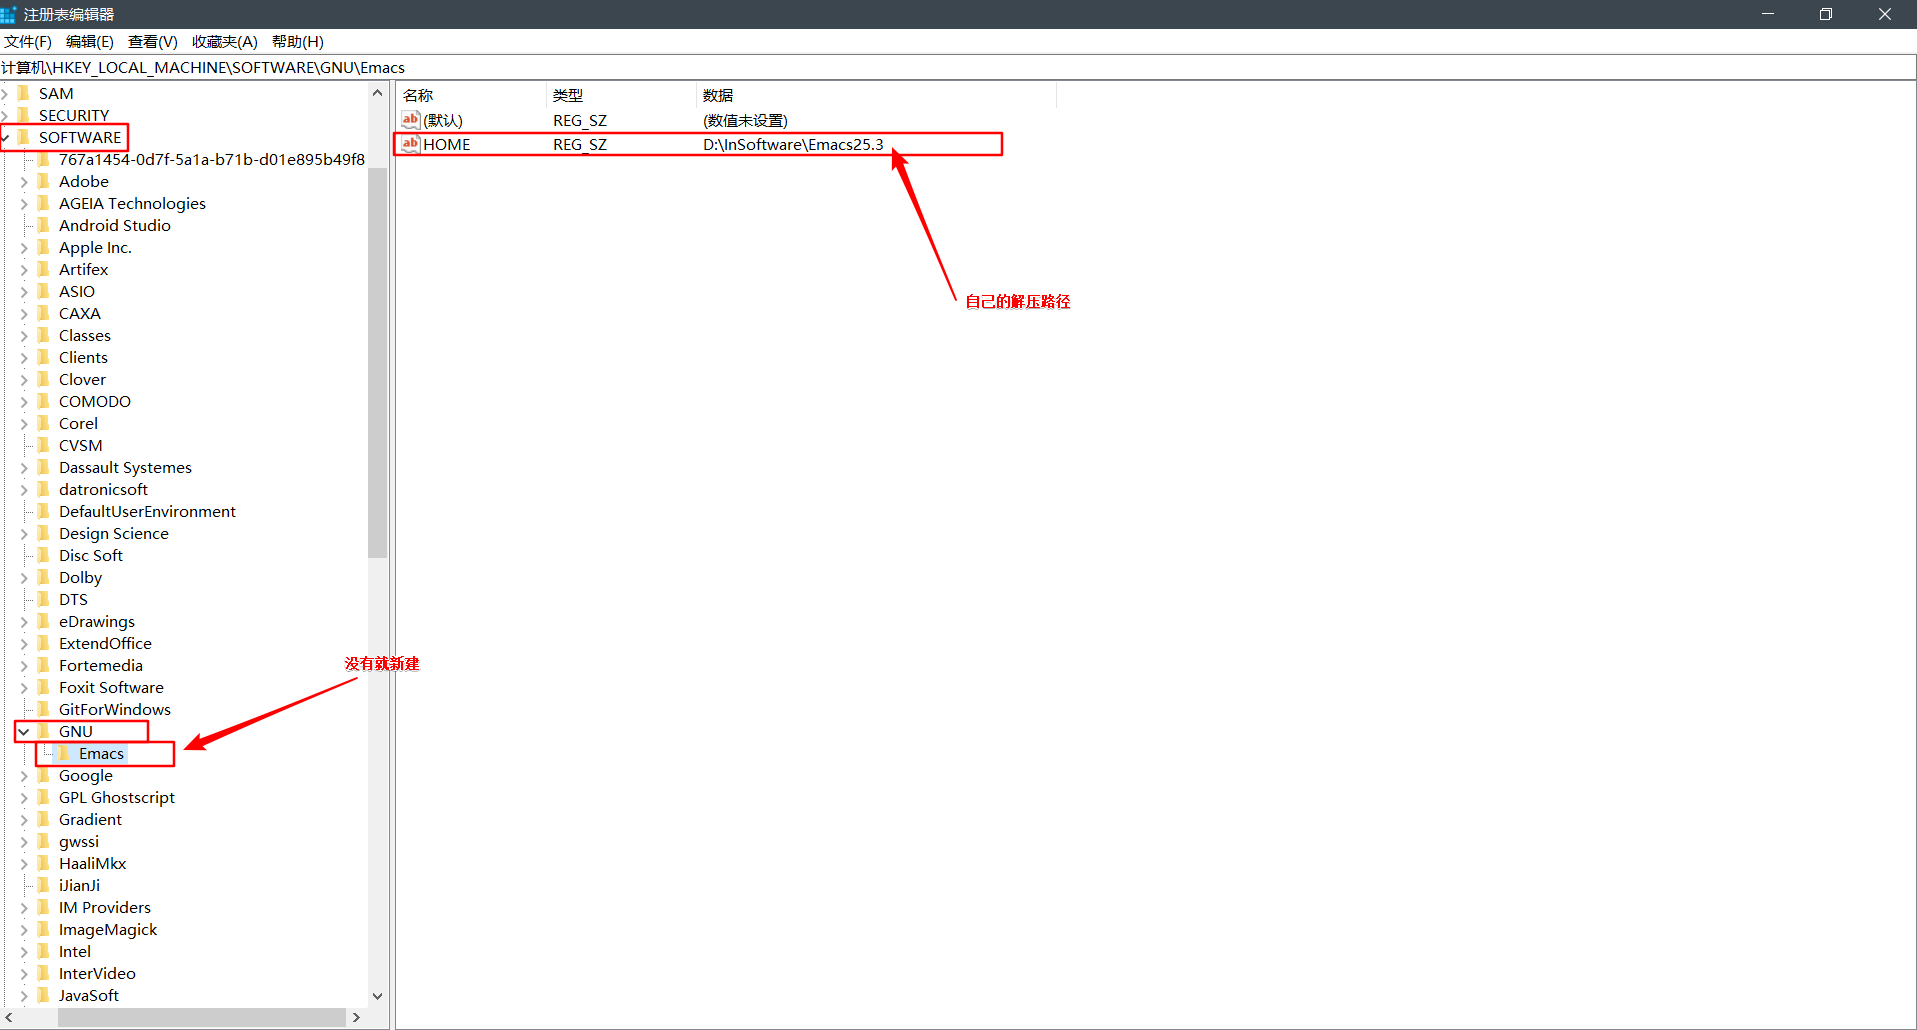 注册表编辑器
文件(F) 编辑(E) 查看(V) 收藏夹(A) 帮助(H)
计算机\HKEY_LOCAL_MACHINE\SOFTWARE\GNU\Emacs
SAM
SECURITY
SOFTWARE
767a1454-0d7f-5a1a-b71b-d01e895b49f8
Adobe
AGEIA Technologies
Android Studio
Apple Inc.
Artifex
ASIO
CAXA
Classes
Clients
Clover
COMODO
Corel
CVSM
Dassault Systemes
datronicsoft
DefaultUserEnvironment
Design Science
Disc Soft
Dolby
DTS
eDrawings
ExtendOffice
Fortemedia
Foxit Software
GitForWindows
GNU
Emacs
Google
GPL Ghostscript
Gradient
gwssi
HaaliMkx
iJianJi
IM Providers
ImageMagick
Intel
InterVideo
JavaSoft
没有就新建
名称 类型 数据
ab (默认) REG_SZ (数值未设置)
ab HOME REG_SZ D:\InSoftware\Emacs25.3
自己的解压路径